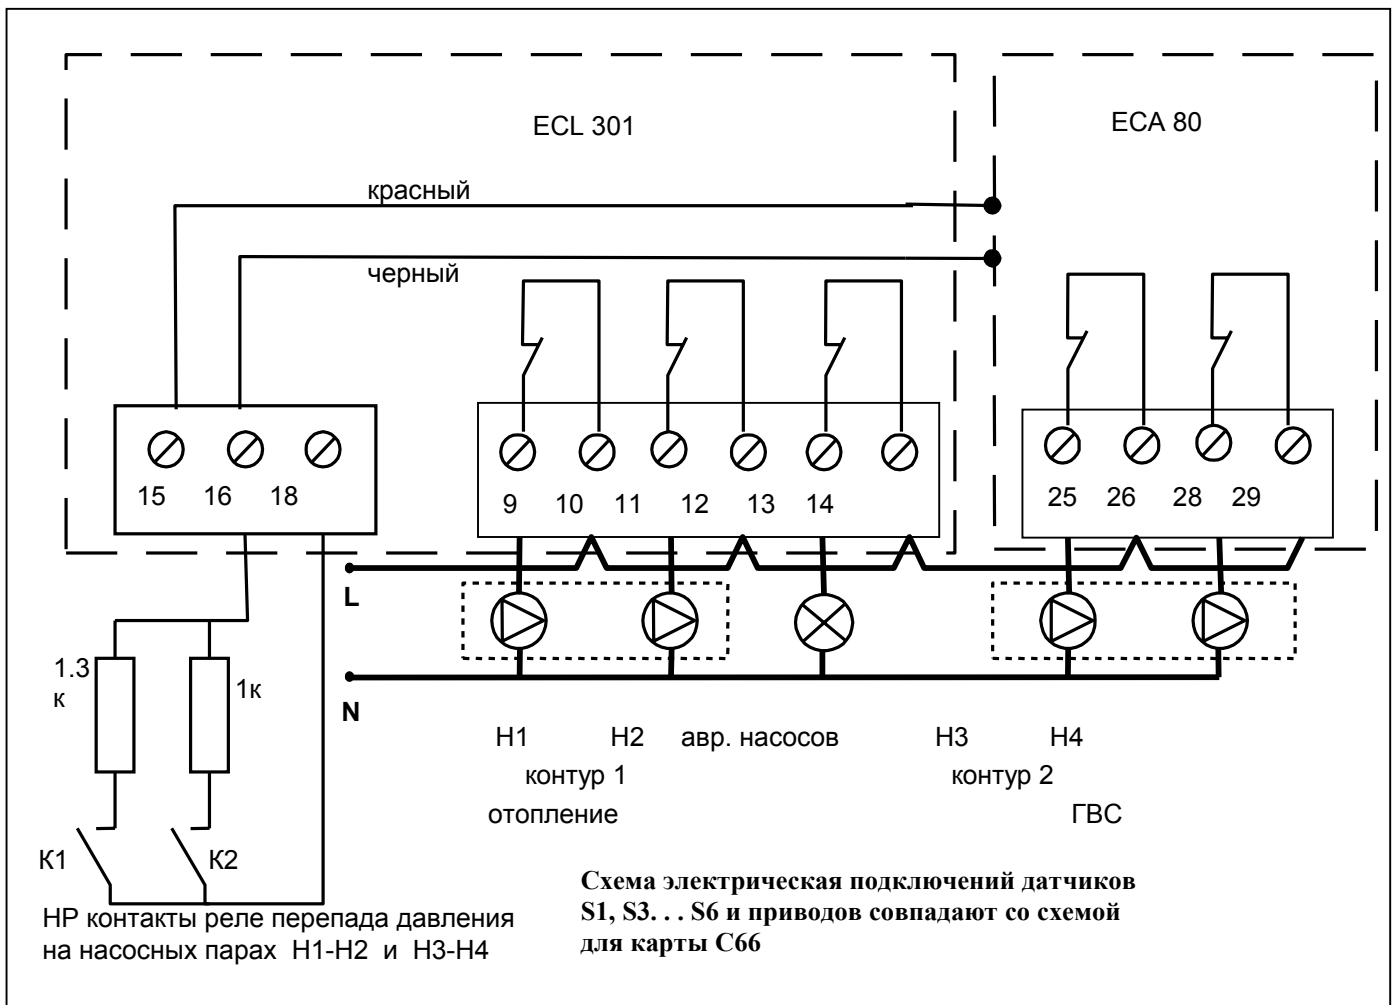 ECL 301
ECA 80
красный
черный
15 16 18
9 10 11 12 13 14
25 26 28 29
L
1.3
к
1к
N
Н1 Н2 авр. насосов Н3 Н4
контур 1 контур 2
отопление ГВС
К1 К2
НР контакты реле перепада давления
на насосных парах Н1-Н2 и Н3-Н4
Схема электрическая подключений датчиков
S1, S3. . . S6 и приводов совпадают со схемой
для карты С66